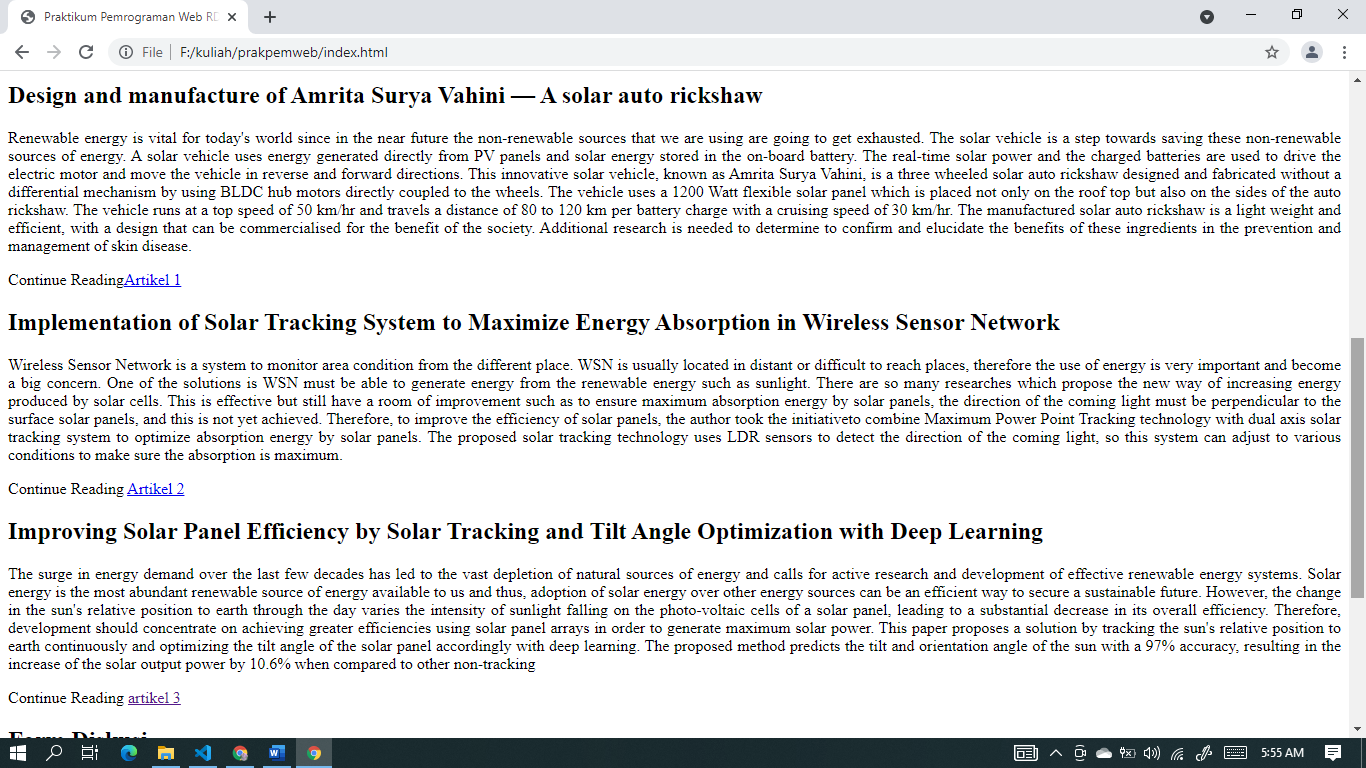 Praktikum Pemrograman Web RD
File
F:/kuliah/prakpemweb/index.html
Design and manufacture of Amrita Surya Vahini — A solar auto rickshaw
Renewable energy is vital for today's world since in the near future the non-renewable sources that we are using are going to get exhausted. The solar vehicle is a step towards saving these non-renewable
sources of energy. A solar vehicle uses energy generated directly from PV panels and solar energy stored in the on-board battery. The real-time solar power and the charged batteries are used to drive the
electric motor and move the vehicle in reverse and forward directions. This innovative solar vehicle, known as Amrita Surya Vahini, is a three wheeled solar auto rickshaw designed and fabricated without a
differential mechanism by using BLDC hub motors directly coupled to the wheels. The vehicle uses a 1200 Watt flexible solar panel which is placed not only on the roof top but also on the sides of the auto
rickshaw. The vehicle runs at a top speed of 50 km/hr and travels a distance of 80 to 120 km per battery charge with a cruising speed of 30 km/hr. The manufactured solar auto rickshaw is a light weight and
efficient, with a design that can be commercialised for the benefit of the society. Additional research is needed to determine to confirm and elucidate the benefits of these ingredients in the prevention and
management of skin disease.
Continue ReadingArtikel 1
Implementation of Solar Tracking System to Maximize Energy Absorption in Wireless Sensor Network
Wireless Sensor Network is a system to monitor area condition from the different place. WSN is usually located in distant or difficult to reach places, therefore the use of energy is very important and become
a big concern. One of the solutions is WSN must be able to generate energy from the renewable energy such as sunlight. There are so many researches which propose the new way of increasing energy
produced by solar cells. This is effective but still have a room of improvement such as to ensure maximum absorption energy by solar panels, the direction of the coming light must be perpendicular to the
surface solar panels, and this is not yet achieved. Therefore, to improve the efficiency of solar panels, the author took the initiativeto combine Maximum Power Point Tracking technology with dual axis solar
tracking system to optimize absorption energy by solar panels. The proposed solar tracking technology uses LDR sensors to detect the direction of the coming light, so this system can adjust to various
conditions to make sure the absorption is maximum.
Continue Reading Artikel 2
Improving Solar Panel Efficiency by Solar Tracking and Tilt Angle Optimization with Deep Learning
The surge in energy demand over the last few decades has led to the vast depletion of natural sources of energy and calls for active research and development of effective renewable energy systems. Solar
energy is the most abundant renewable source of energy available to us and thus, adoption of solar energy over other energy sources can be an efficient way to secure a sustainable future. However, the change
in the sun's relative position to earth through the day varies the intensity of sunlight falling on the photo-voltaic cells of a solar panel, leading to a substantial decrease in its overall efficiency. Therefore,
development should concentrate on achieving greater efficiencies using solar panel arrays in order to generate maximum solar power. This paper proposes a solution by tracking the sun's relative position to
earth continuously and optimizing the tilt angle of the solar panel accordingly with deep learning. The proposed method predicts the tilt and orientation angle of the sun with a 97% accuracy, resulting in the
increase of the solar output power by 10.6% when compared to other non-tracking
Continue Reading artikel 3
Form Diskusi
5:55 AM